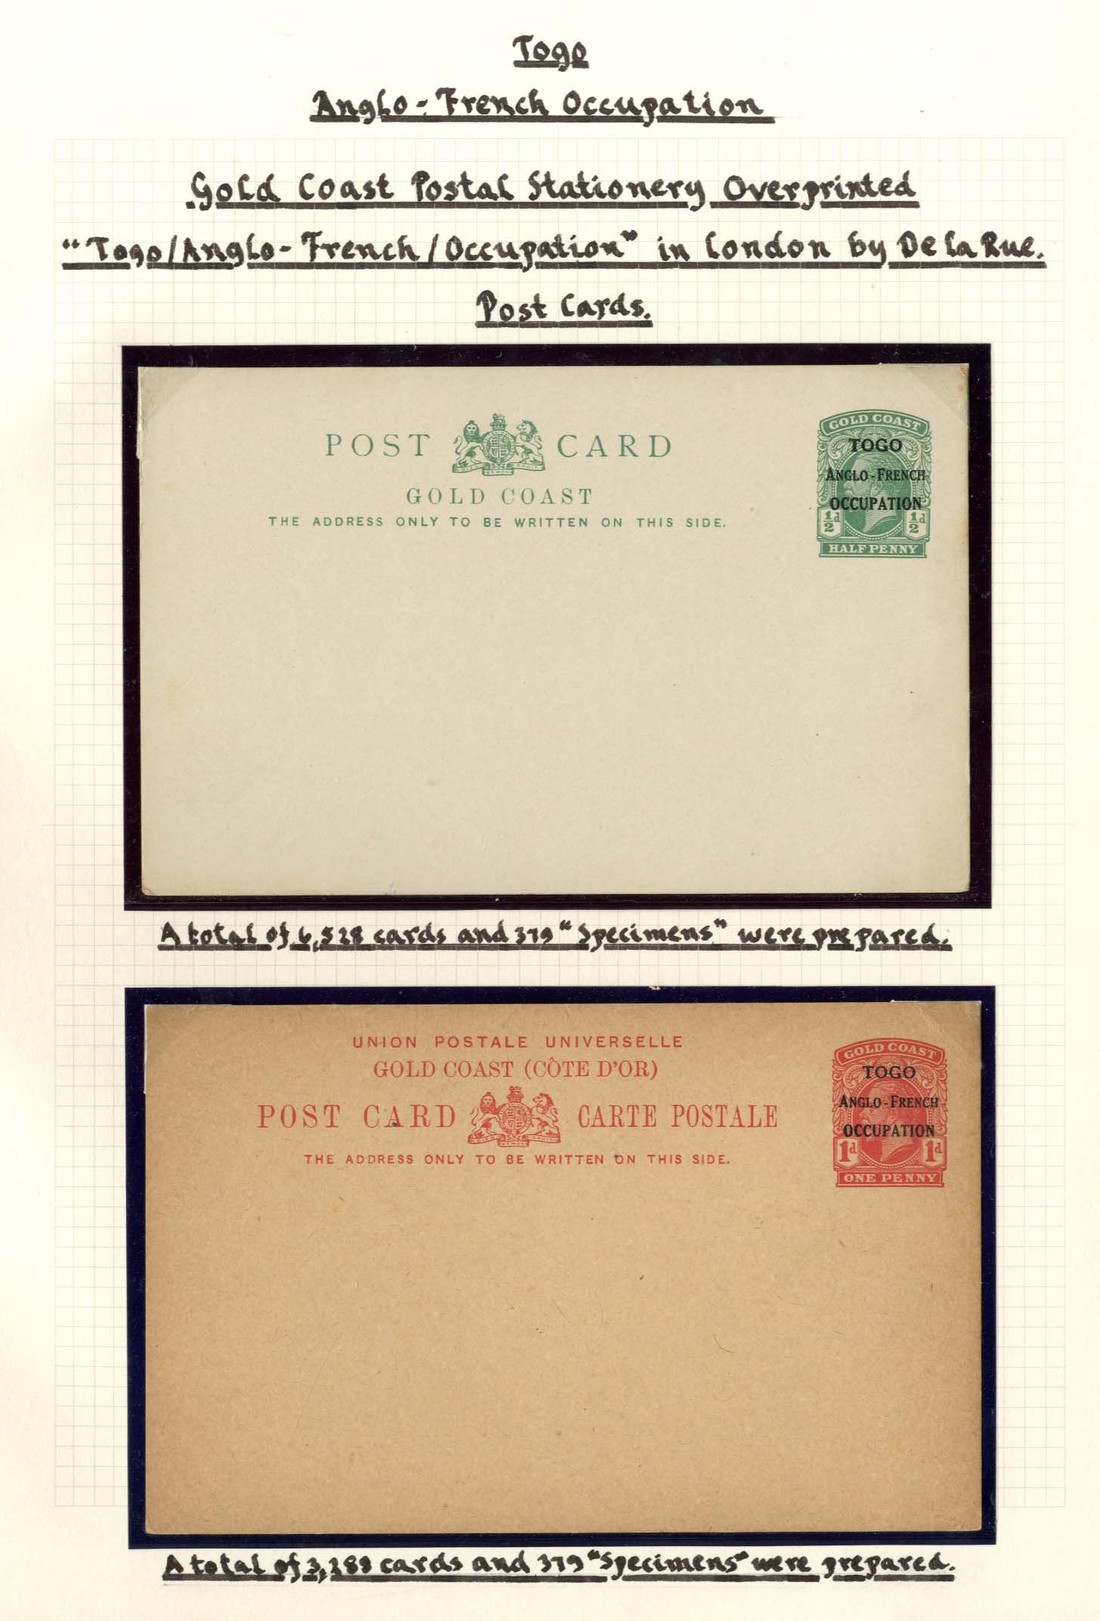 Togo
Anglo-French Occupation
Gold Coast Postal Stationery Overprinted
"Togo/Anglo-French/Occupation" in London by De La Rue.
Post Cards.
POST CARD
GOLD COAST
THE ADDRESS ONLY TO BE WRITTEN ON THIS SIDE.
GOLD COAST
TOGO
ANGLO-FRENCH
OCCUPATION
½d ½d
HALF PENNY
A total of 6,528 cards and 379 "Specimens" were prepared.
UNION POSTALE UNIVERSELLE
GOLD COAST (CÔTE D'OR)
POST CARD CARTE POSTALE
THE ADDRESS ONLY TO BE WRITTEN ON THIS SIDE.
GOLD COAST
TOGO
ANGLO-FRENCH
OCCUPATION
1d 1d
ONE PENNY
A total of cards and 379 "Specimens" were prepared.